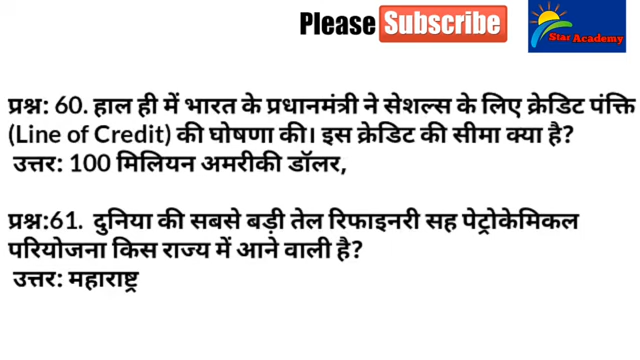 Please Subscribe
Star Academy
प्रश्न: 60. हाल ही में भारत के प्रधानमंत्री ने सेशल्स के लिए क्रेडिट पंक्ति
(Line of Credit) की घोषणा की। इस क्रेडिट की सीमा क्या है?
उत्तर: 100 मिलियन अमरीकी डॉलर,
प्रश्न:61. दुनिया की सबसे बड़ी तेल रिफाइनरी सह पेट्रोकेमिकल
परियोजना किस राज्य में आने वाली है?
उत्तर: महाराष्ट्र